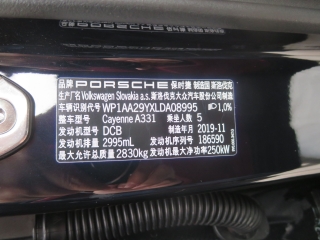 品牌 PORSCHE 保时捷 制造国 斯洛伐克
生产厂名 Volkswagen Slovakia a.s.
斯洛伐克大众汽车股份有限公司
车辆识别代号 WP1AA29YXLDA08995 1,0%
整车型号 Cayenne A331 乘坐人数 5
发动机型号 DCB 制造年月 2019-11
发动机排量 2995mL 发动机序列号 186590
最大允许总质量 2830kg 发动机最大净功率 250kW